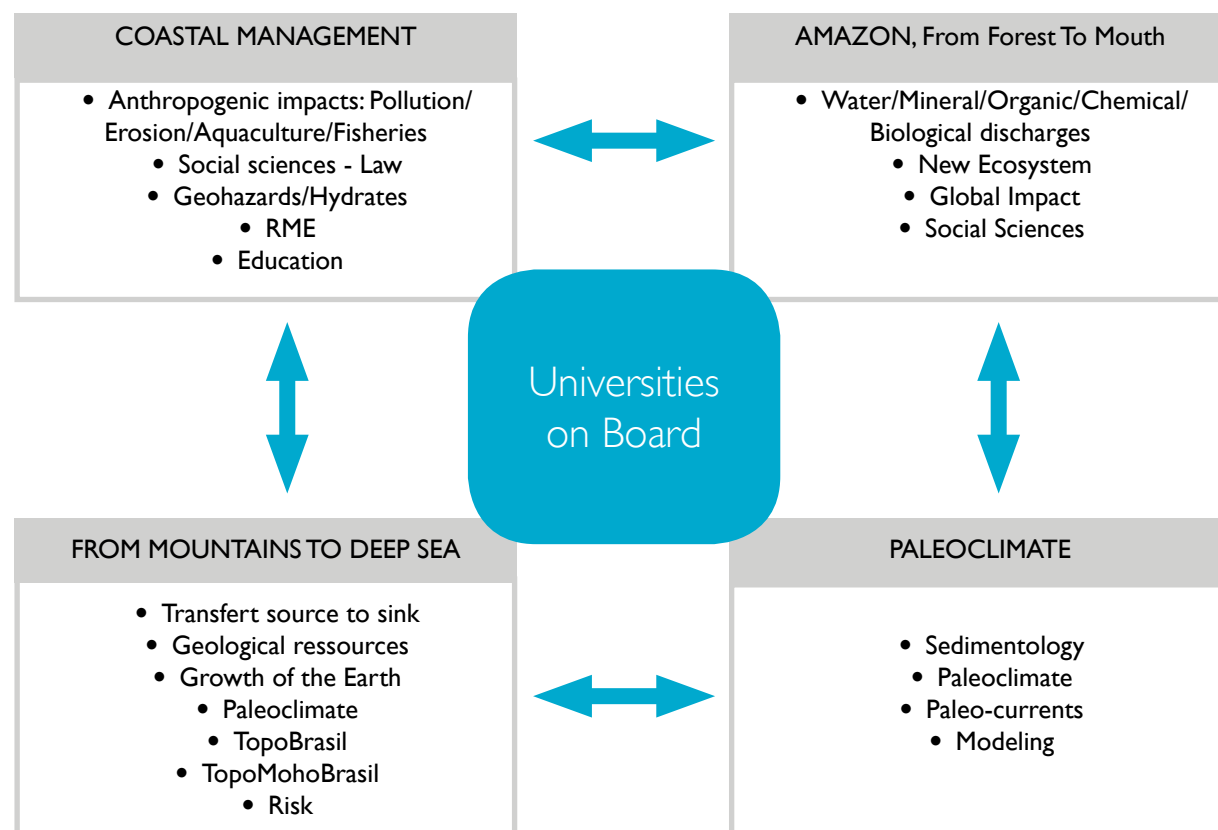 COASTAL MANAGEMENT
• Anthropogenic impacts: Pollution/
Erosion/Aquaculture/Fisheries
• Social sciences - Law
• Geohazards/Hydrates
• RME
• Education
AMAZON, From Forest To Mouth
• Water/Mineral/Organic/Chemical/
Biological discharges
• New Ecosystem
• Global Impact
• Social Sciences
Universities
on Board
FROM MOUNTAINS TO DEEP SEA
• Transfert source to sink
• Geological ressources
• Growth of the Earth
• Paleoclimate
• TopoBrasil
• TopoMohoBrasil
• Risk
PALEOCLIMATE
• Sedimentology
• Paleoclimate
• Paleo-currents
• Modeling